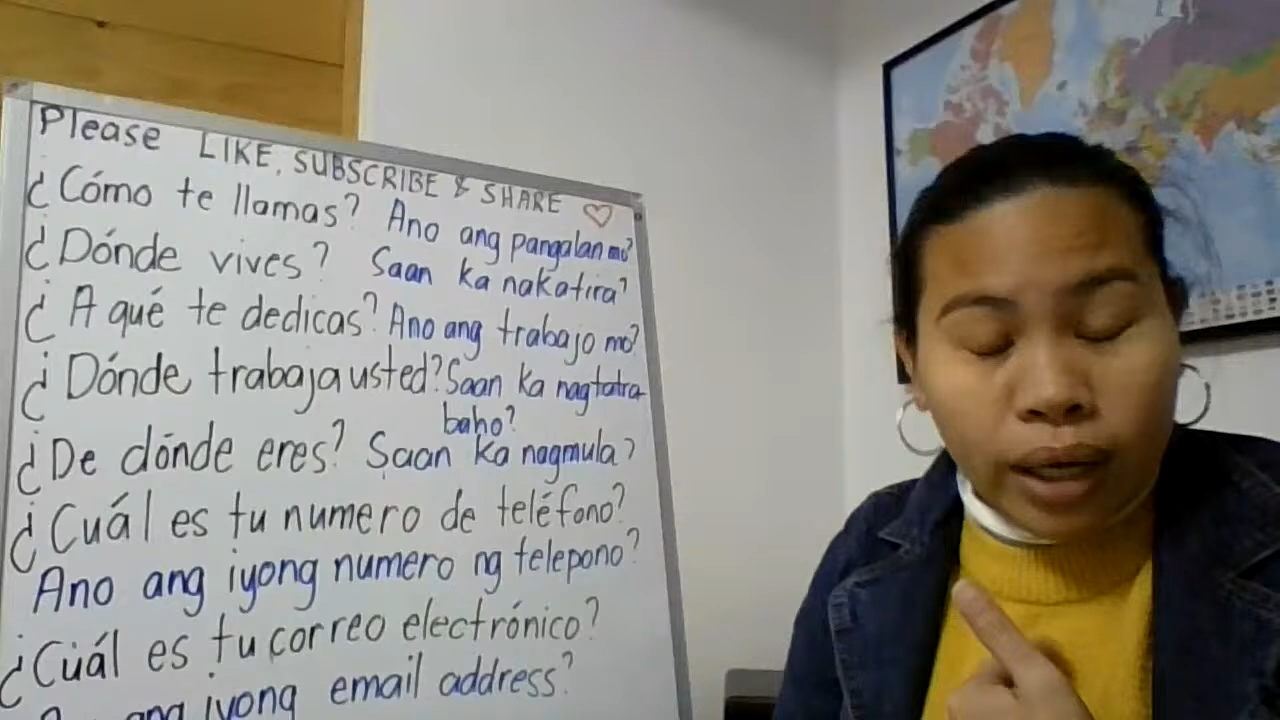 Please LIKE, SUBSCRIBE & SHARE
¿Cómo te llamas? Ano ang pangalan mo?
¿Dónde vives? Saan ka nakatira?
¿A qué te dedicas? Ano ang trabajo mo?
¿Dónde trabaja usted? Saan ka nagtatra-
baho?
¿De dónde eres? Saan ka nagmula?
¿Cuál es tu numero de teléfono?
Ano ang iyong numero ng telepono?
¿Cuál es tu correo electrónico?
ang iyong email address?